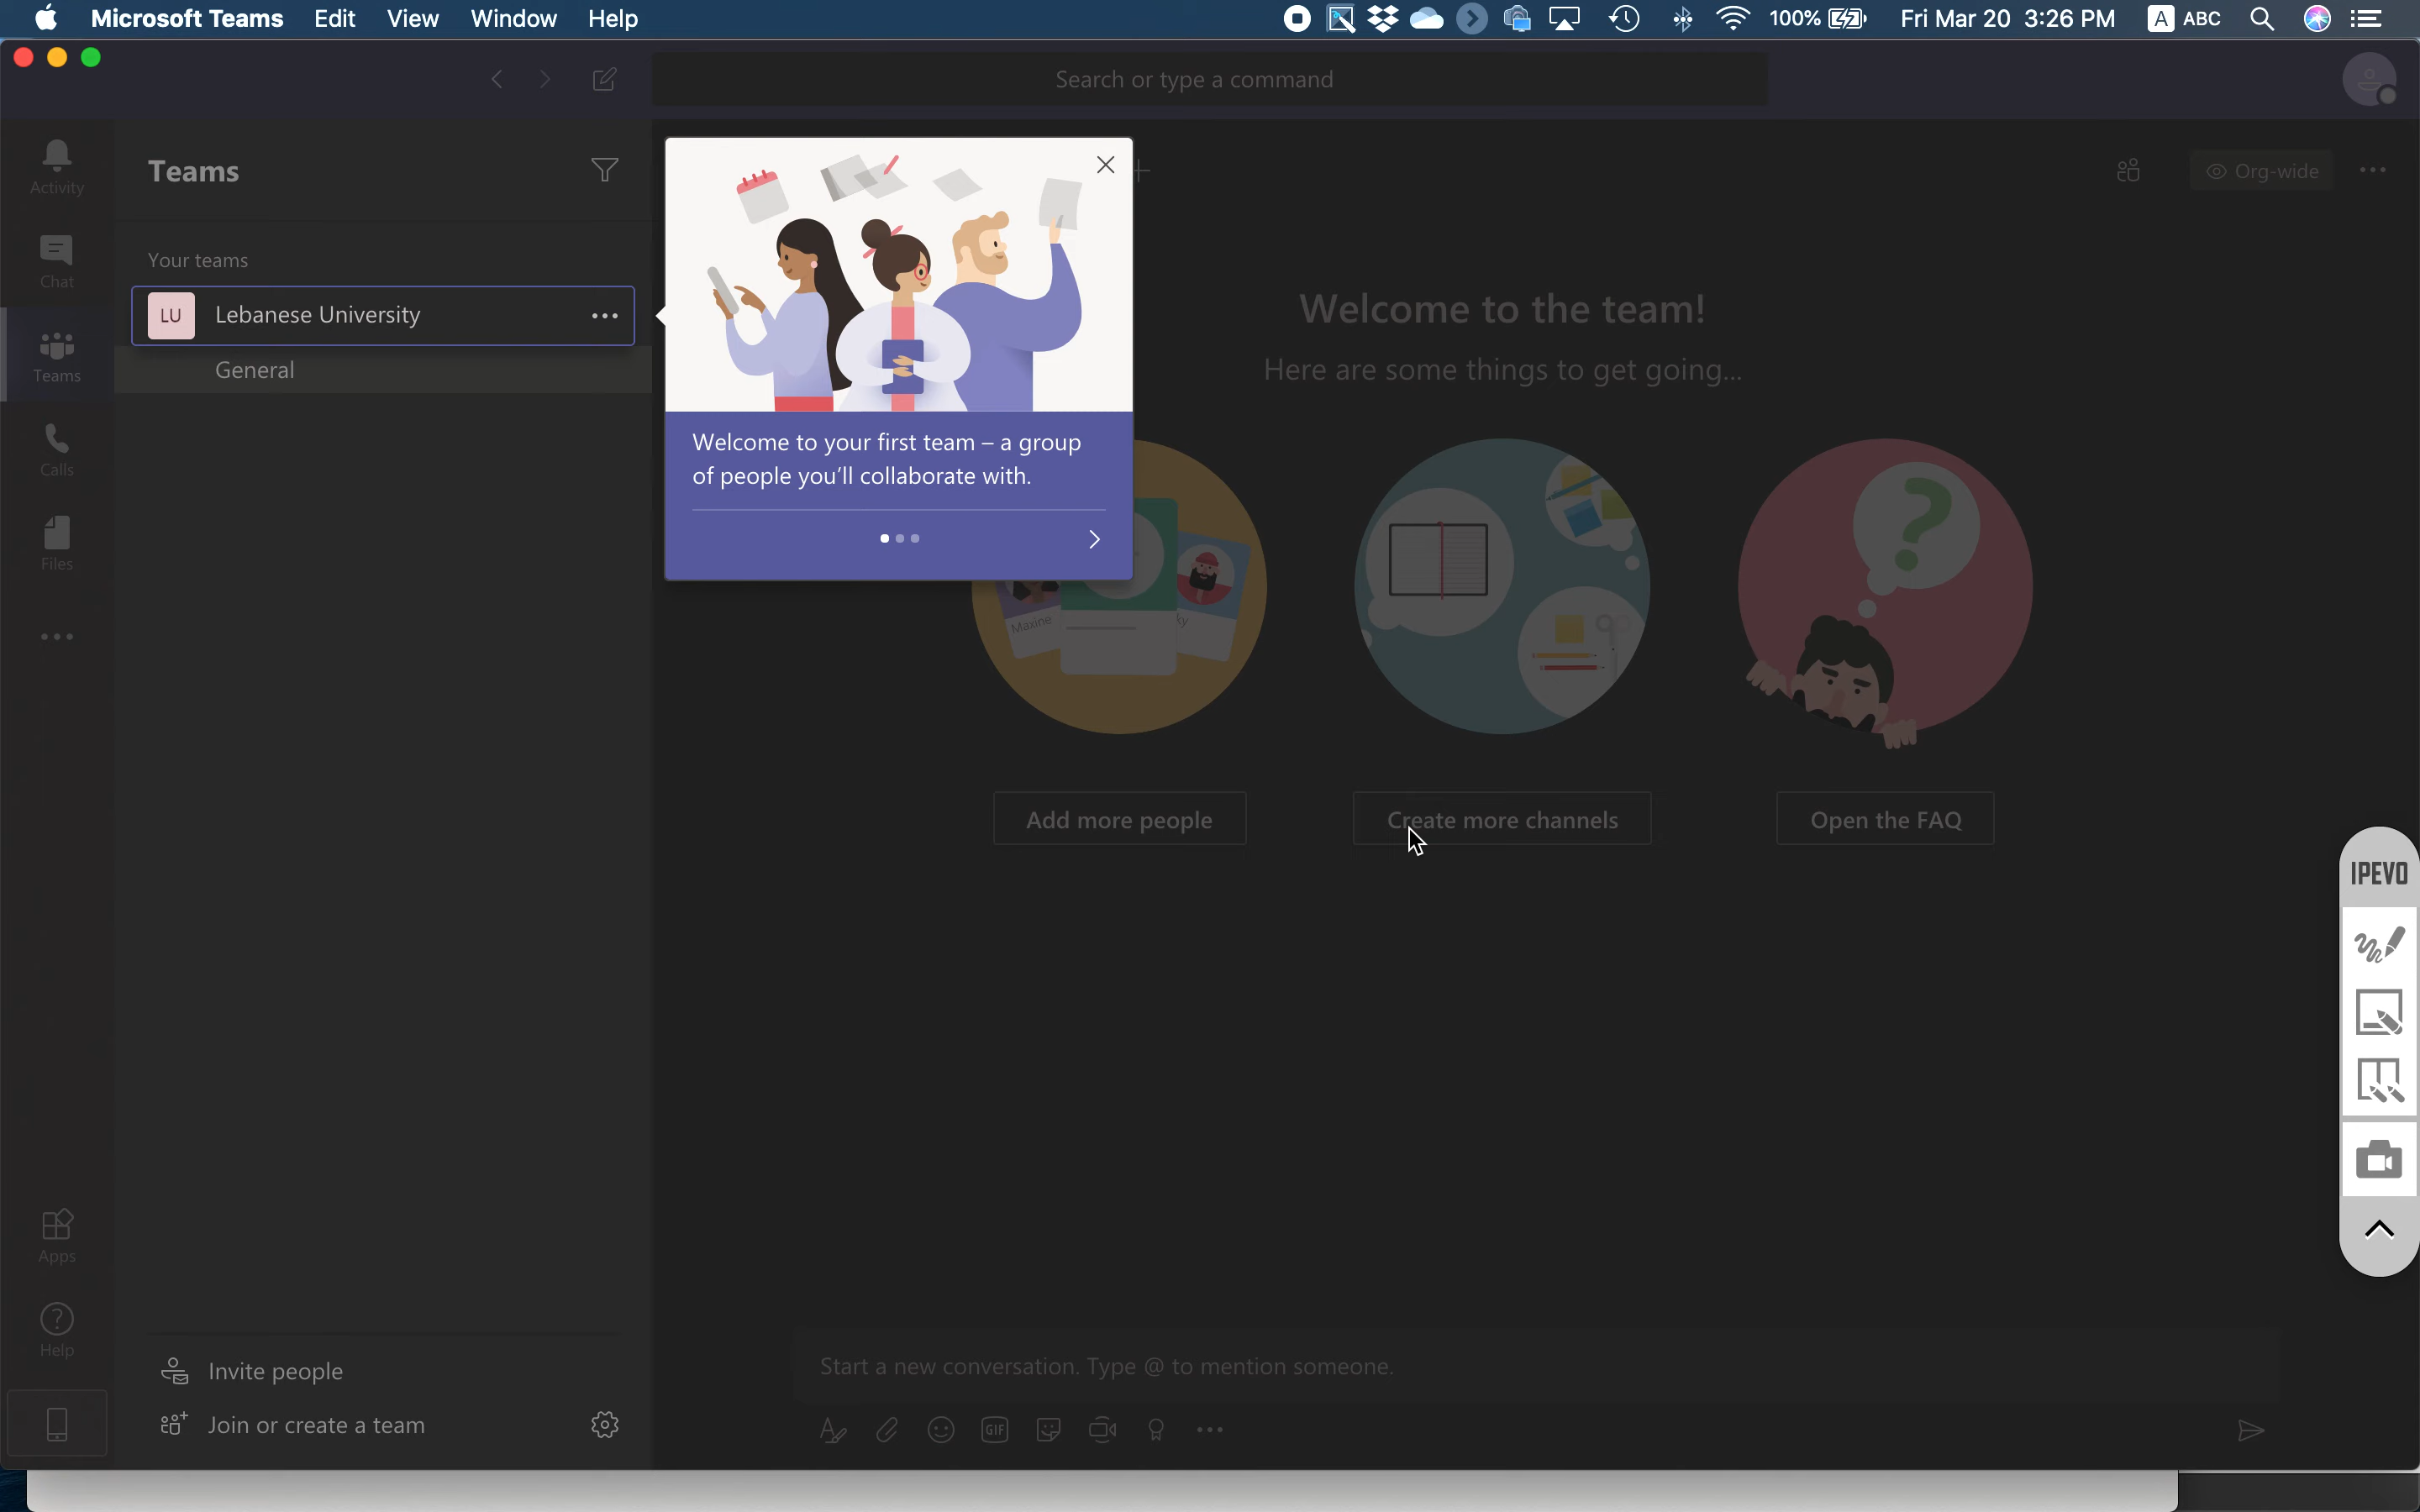 Microsoft Teams Edit View Window Help 100% Fri Mar 20 3:26 PM A ABC
Search or type a command
Activity
Chat
Teams
Calls
Files
Apps
Help
Teams
Your teams
LU Lebanese University
General
Invite people
Join or create a team
Welcome to your first team – a group
of people you'll collaborate with.
Org-wide
Welcome to the team!
Here are some things to get going...
Maxine
ky
?
Add more people
Create more channels
Open the FAQ
Start a new conversation. Type @ to mention someone.
GIF
IPEVO